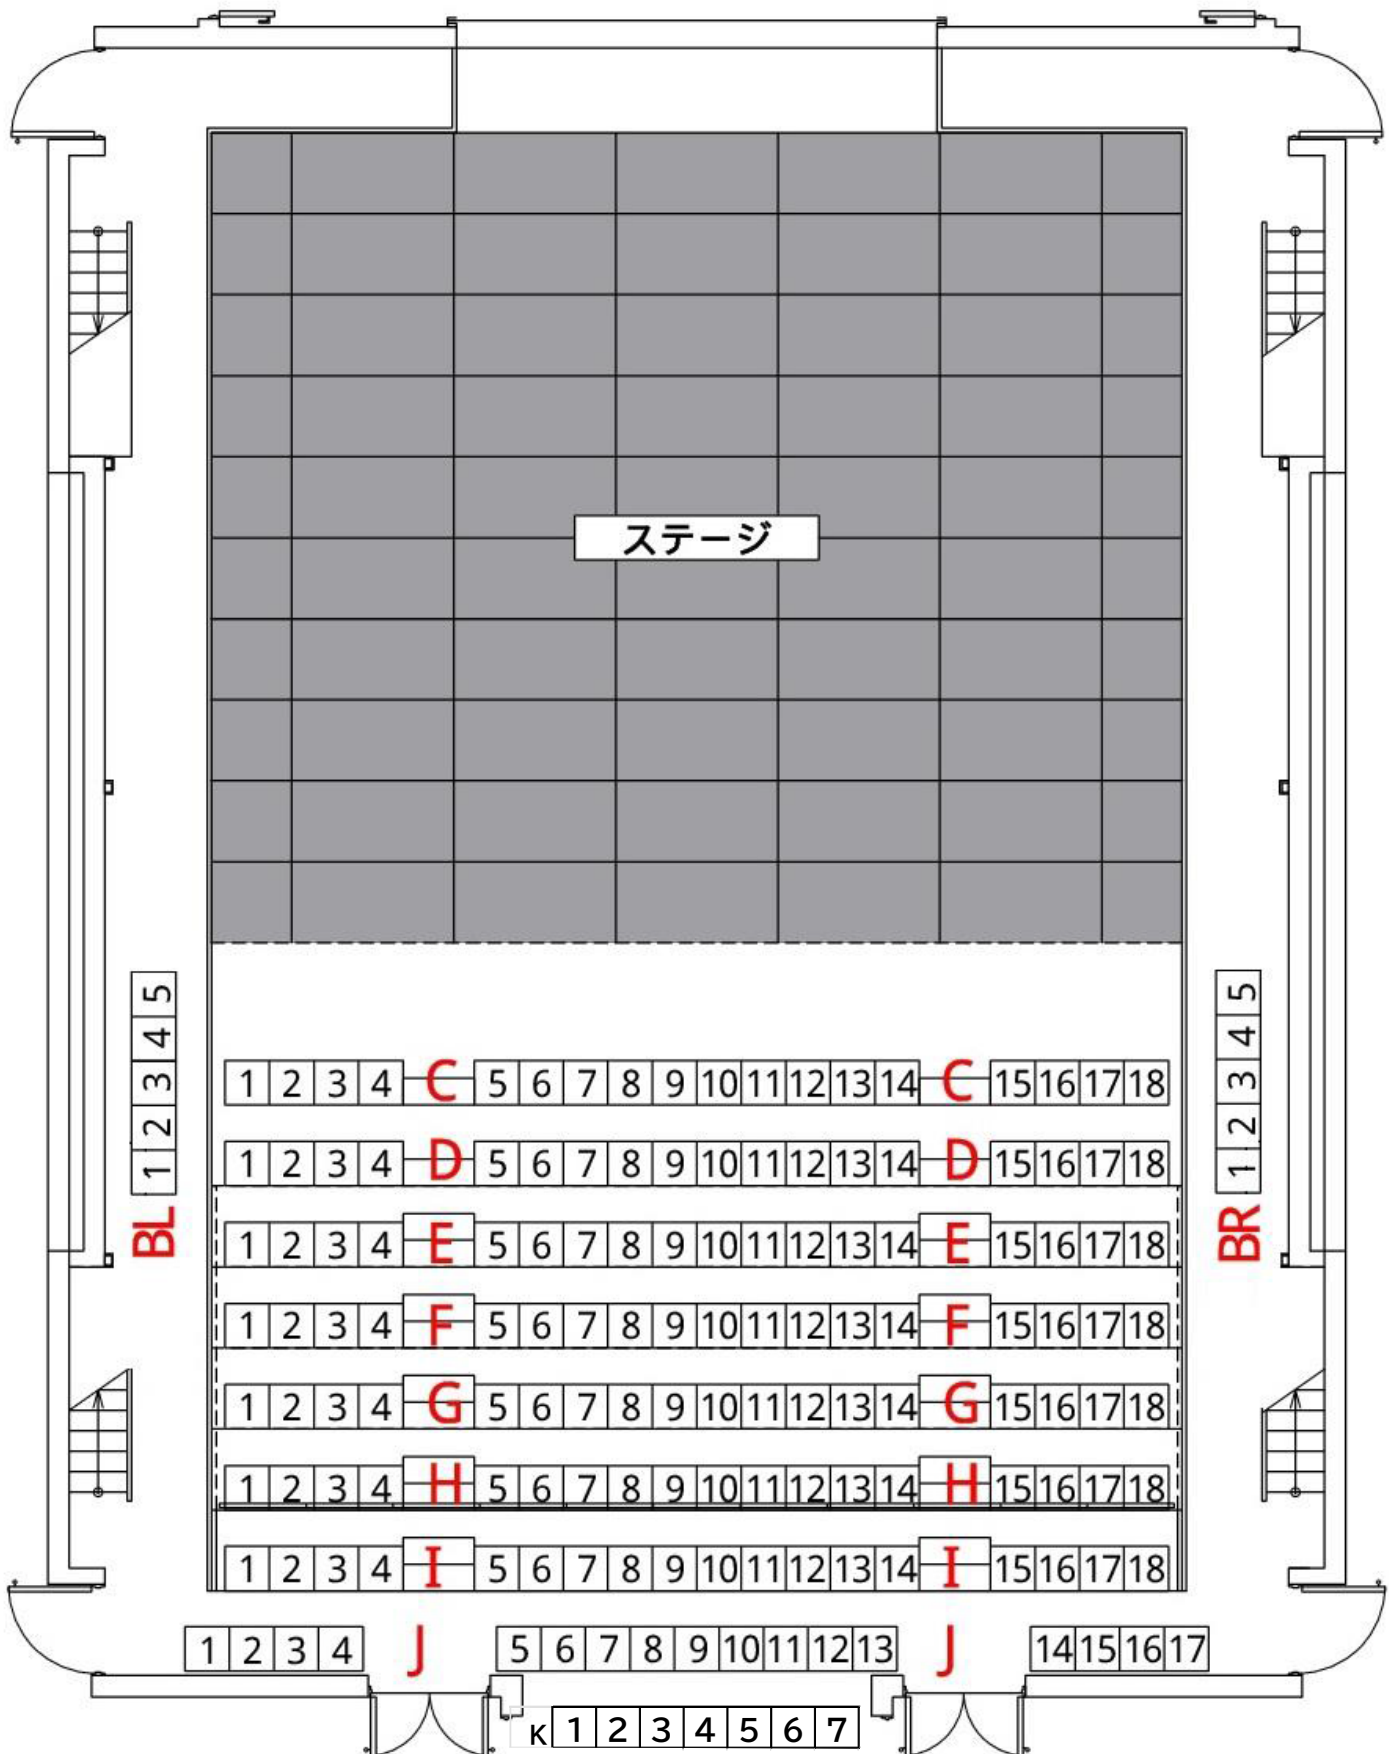 ステージ
BL 1 2 3 4 5
BR 1 2 3 4 5
1 2 3 4 C 5 6 7 8 9 10 11 12 13 14 C 15 16 17 18
1 2 3 4 D 5 6 7 8 9 10 11 12 13 14 D 15 16 17 18
1 2 3 4 E 5 6 7 8 9 10 11 12 13 14 E 15 16 17 18
1 2 3 4 F 5 6 7 8 9 10 11 12 13 14 F 15 16 17 18
1 2 3 4 G 5 6 7 8 9 10 11 12 13 14 G 15 16 17 18
1 2 3 4 H 5 6 7 8 9 10 11 12 13 14 H 15 16 17 18
1 2 3 4 I 5 6 7 8 9 10 11 12 13 14 I 15 16 17 18
1 2 3 4 J 5 6 7 8 9 10 11 12 13 J 14 15 16 17
K 1 2 3 4 5 6 7